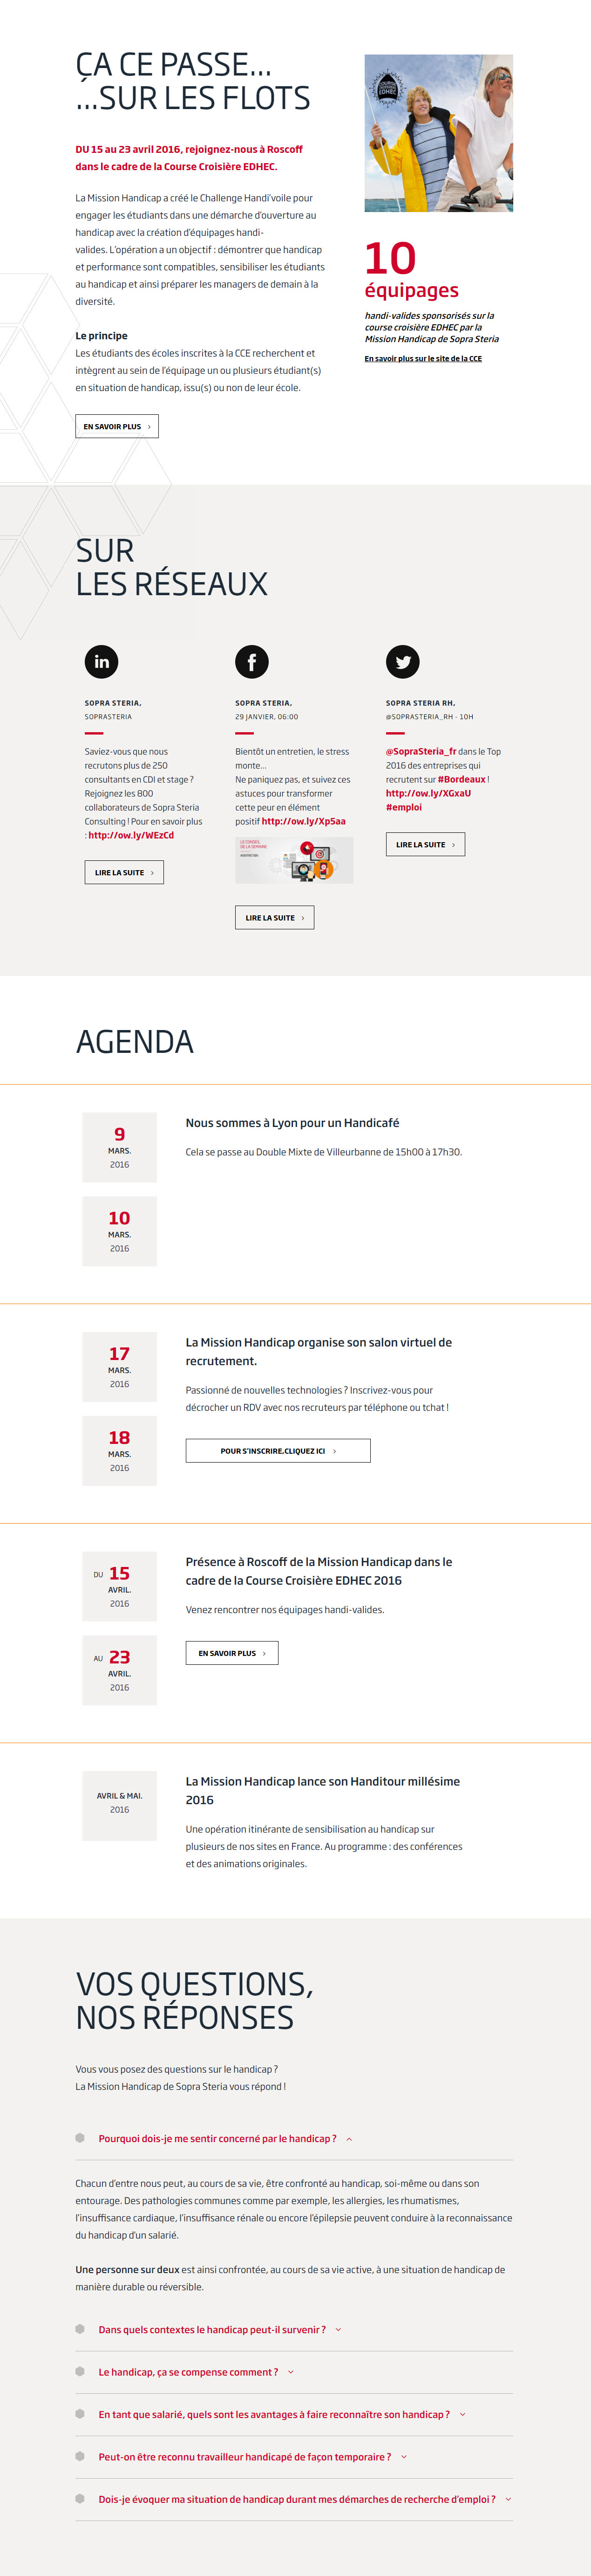 ÇA CE PASSE...
...SUR LES FLOTS
DU 15 au 23 avril 2016, rejoignez-nous à Roscoff
dans le cadre de la Course Croisière EDHEC.
La Mission Handicap a créé le Challenge Handi'voile pour
engager les étudiants dans une démarche d'ouverture au
handicap avec la création d'équipages handi-
valides. L'opération a un objectif : démontrer que handicap
et performance sont compatibles, sensibiliser les étudiants
au handicap et ainsi préparer les managers de demain à la
diversité.
Le principe
Les étudiants des écoles inscrites à la CCE recherchent et
intègrent au sein de l'équipage un ou plusieurs étudiant(s)
en situation de handicap, issu(s) ou non de leur école.
EN SAVOIR PLUS
EDHEC
10
équipages
handi-valides sponsorisés sur la
course croisière EDHEC par la
Mission Handicap de Sopra Steria
En savoir plus sur le site de la CCE
SUR
LES RÉSEAUX
in
SOPRA STERIA,
SOPRASTERIA
Saviez-vous que nous
recrutons plus de 250
consultants en CDI et stage ?
Rejoignez les 800
collaborateurs de Sopra Steria
Consulting ! Pour en savoir plus
: http://ow.ly/WEzCd
LIRE LA SUITE
f
SOPRA STERIA,
29 JANVIER, 06:00
Bientôt un entretien, le stress
monte...
Ne paniquez pas, et suivez ces
astuces pour transformer
cette peur en élément
positif http://ow.ly/Xp5aa
LE CONSEIL
DE LA SEMAINE
LIRE LA SUITE
SOPRA STERIA RH,
@SOPRASTERIA_RH - 10H
@SopraSteria_fr dans le Top
2016 des entreprises qui
recrutent sur #Bordeaux !
http://ow.ly/XGxaU
#emploi
LIRE LA SUITE
AGENDA
9
MARS.
2016
10
MARS.
2016
Nous sommes à Lyon pour un Handicafé
Cela se passe au Double Mixte de Villeurbanne de 15h00 à 17h30.
17
MARS.
2016
18
MARS.
2016
La Mission Handicap organise son salon virtuel de
recrutement.
Passionné de nouvelles technologies ? Inscrivez-vous pour
décrocher un RDV avec nos recruteurs par téléphone ou tchat !
POUR S'INSCRIRE,CLIQUEZ ICI
DU 15
AVRIL.
2016
AU 23
AVRIL.
2016
Présence à Roscoff de la Mission Handicap dans le
cadre de la Course Croisière EDHEC 2016
Venez rencontrer nos équipages handi-valides.
EN SAVOIR PLUS
AVRIL & MAI.
2016
La Mission Handicap lance son Handitour millésime
2016
Une opération itinérante de sensibilisation au handicap sur
plusieurs de nos sites en France. Au programme : des conférences
et des animations originales.
VOS QUESTIONS,
NOS RÉPONSES
Vous vous posez des questions sur le handicap ?
La Mission Handicap de Sopra Steria vous répond !
Pourquoi dois-je me sentir concerné par le handicap ?
Chacun d'entre nous peut, au cours de sa vie, être confronté au handicap, soi-même ou dans son
entourage. Des pathologies communes comme par exemple, les allergies, les rhumatismes,
l'insuffisance cardiaque, l'insuffisance rénale ou encore l'épilepsie peuvent conduire à la reconnaissance
du handicap d'un salarié.
Une personne sur deux est ainsi confrontée, au cours de sa vie active, à une situation de handicap de
manière durable ou réversible.
Dans quels contextes le handicap peut-il survenir ?
Le handicap, ça se compense comment ?
En tant que salarié, quels sont les avantages à faire reconnaître son handicap ?
Peut-on être reconnu travailleur handicapé de façon temporaire ?
Dois-je évoquer ma situation de handicap durant mes démarches de recherche d'emploi ?